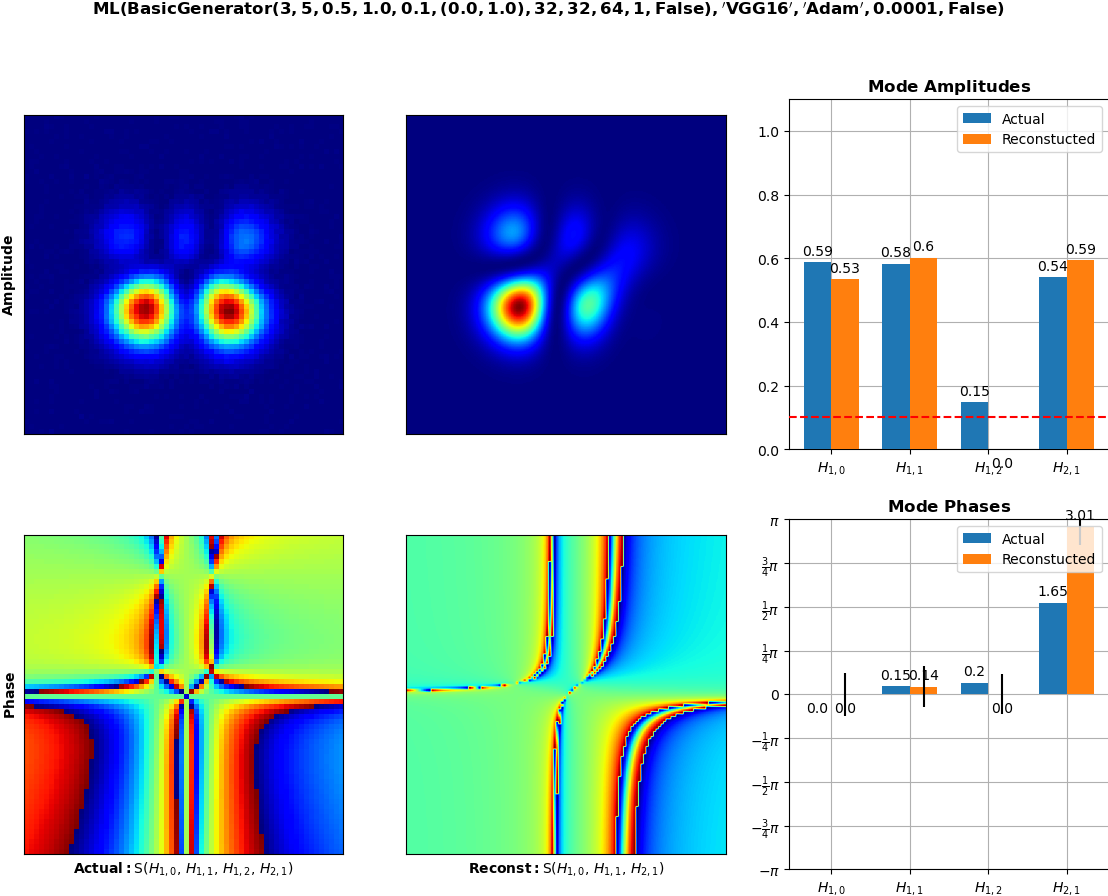 ML(BasicGenerator(3, 5, 0.5, 1.0, 0.1, (0.0, 1.0), 32, 32, 64, 1, False), ′VGG16′, ′Adam′, 0.0001, False)
Amplitude
Mode Amplitudes
Actual
Reconstucted
1.0
0.8
0.6
0.4
0.2
0.0
0.59
0.53
0.58
0.6
0.15
0.0
0.54
0.59
H1,0
H1,1
H1,2
H2,1
Phase
Actual: S(H1,0, H1,1, H1,2, H2,1)
Reconst: S(H1,0, H1,1, H2,1)
Mode Phases
Actual
Reconstucted
π
3/4π
1/2π
1/4π
0
−1/4π
−1/2π
−3/4π
−π
0.0
0.0
0.15
0.14
0.2
0.0
1.65
3.01
H1,0
H1,1
H1,2
H2,1